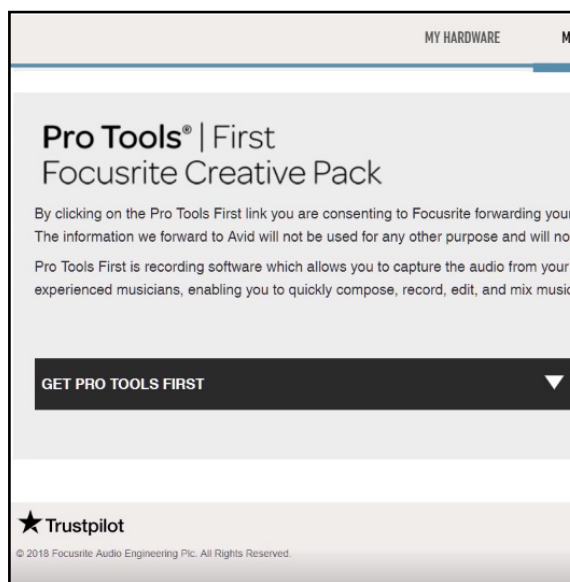 MY HARDWARE M
Pro Tools® | First
Focusrite Creative Pack
By clicking on the Pro Tools First link you are consenting to Focusrite forwarding your
The information we forward to Avid will not be used for any other purpose and will no
Pro Tools First is recording software which allows you to capture the audio from your
experienced musicians, enabling you to quickly compose, record, edit, and mix music
GET PRO TOOLS FIRST
Trustpilot
© 2018 Focusrite Audio Engineering Plc. All Rights Reserved.